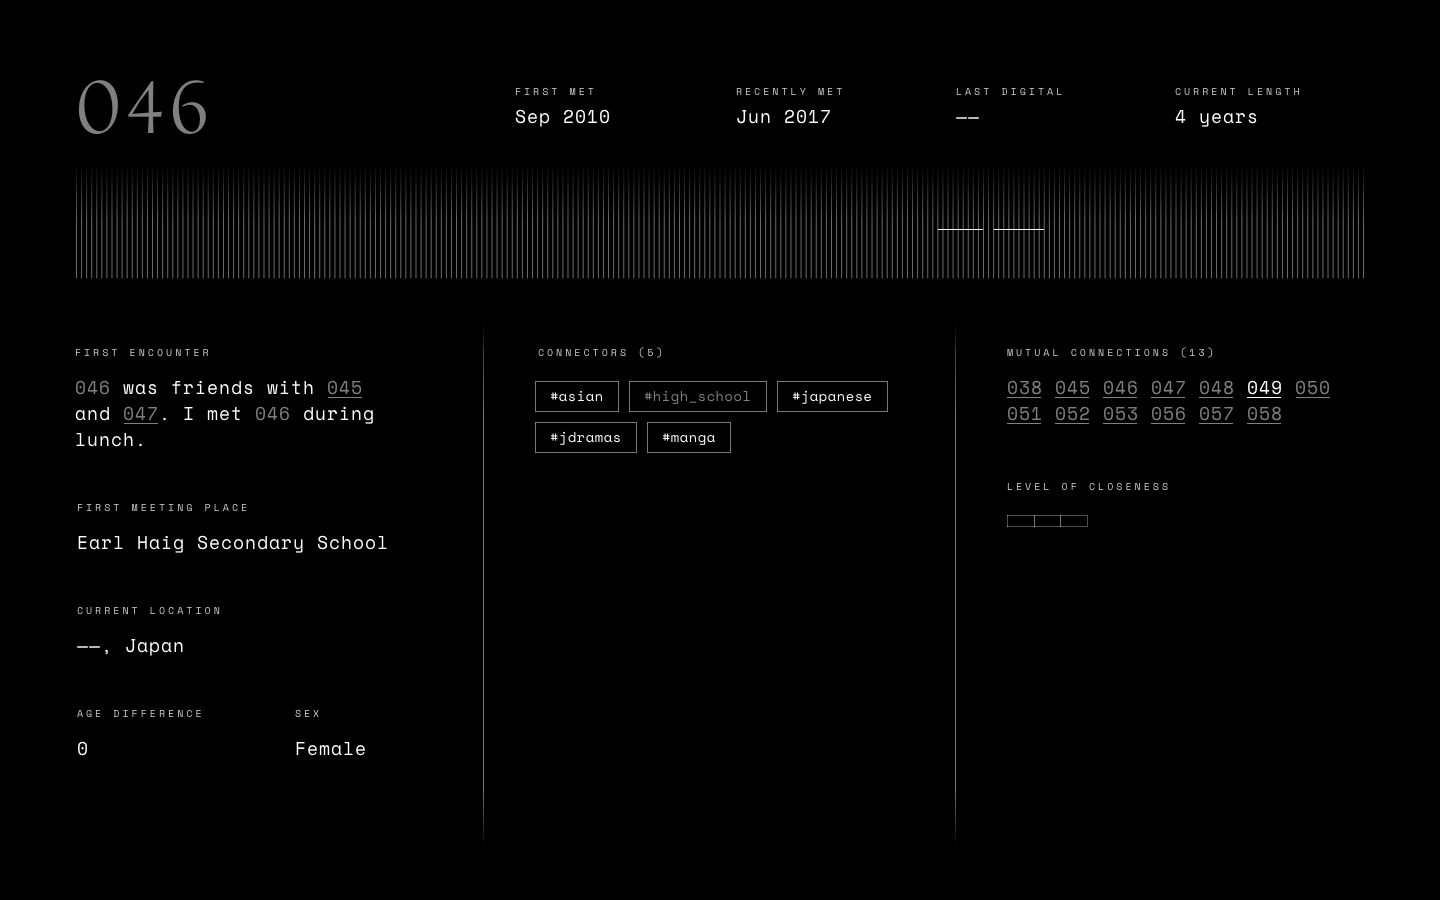 046
FIRST MET
Sep 2010
RECENTLY MET
Jun 2017
LAST DIGITAL
——
CURRENT LENGTH
4 years
FIRST ENCOUNTER
046 was friends with 045
and 047. I met 046 during
lunch.
FIRST MEETING PLACE
Earl Haig Secondary School
CURRENT LOCATION
——, Japan
AGE DIFFERENCE
0
SEX
Female
CONNECTORS (5)
#asian #high_school #japanese
#jdramas #manga
MUTUAL CONNECTIONS (13)
038 045 046 047 048 049 050
051 052 053 056 057 058
LEVEL OF CLOSENESS